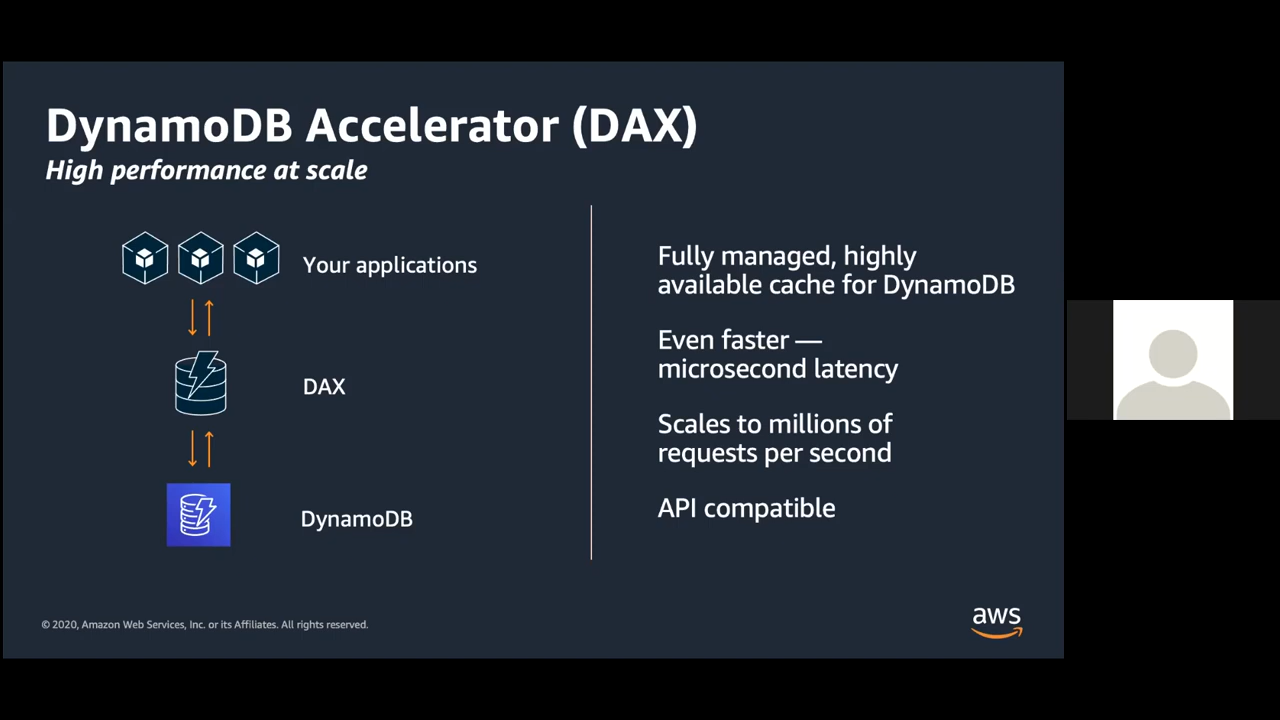 DynamoDB Accelerator (DAX)
High performance at scale
Your applications
DAX
DynamoDB
Fully managed, highly
available cache for DynamoDB
Even faster —
microsecond latency
Scales to millions of
requests per second
API compatible
© 2020, Amazon Web Services, Inc. or its Affiliates. All rights reserved.
aws